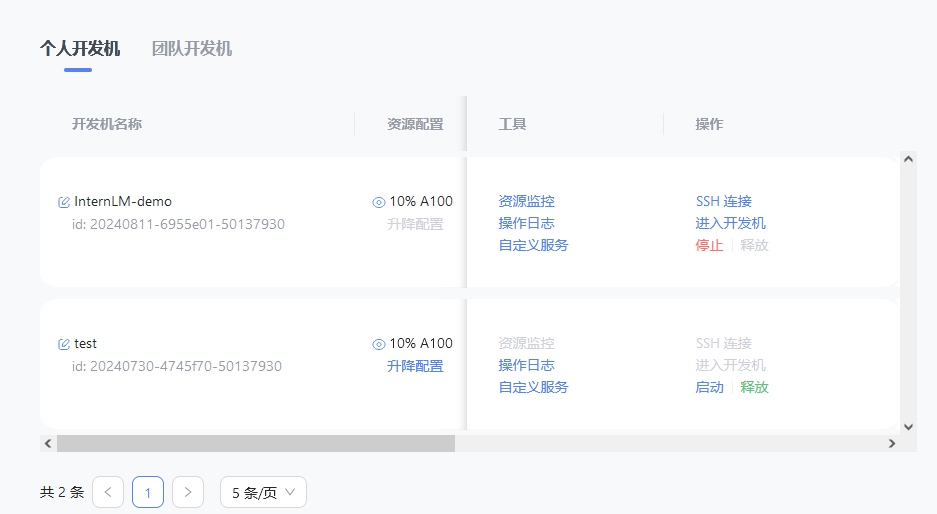 个人开发机 团队开发机
开发机名称 资源配置 工具 操作
InternLM-demo 10% A100 资源监控 SSH 连接
id: 20240811-6955e01-50137930 升降配置 操作日志 进入开发机
自定义服务 停止 释放
test 10% A100 资源监控 SSH 连接
id: 20240730-4745f70-50137930 升降配置 操作日志 进入开发机
自定义服务 启动 释放
共 2 条 1 5 条/页